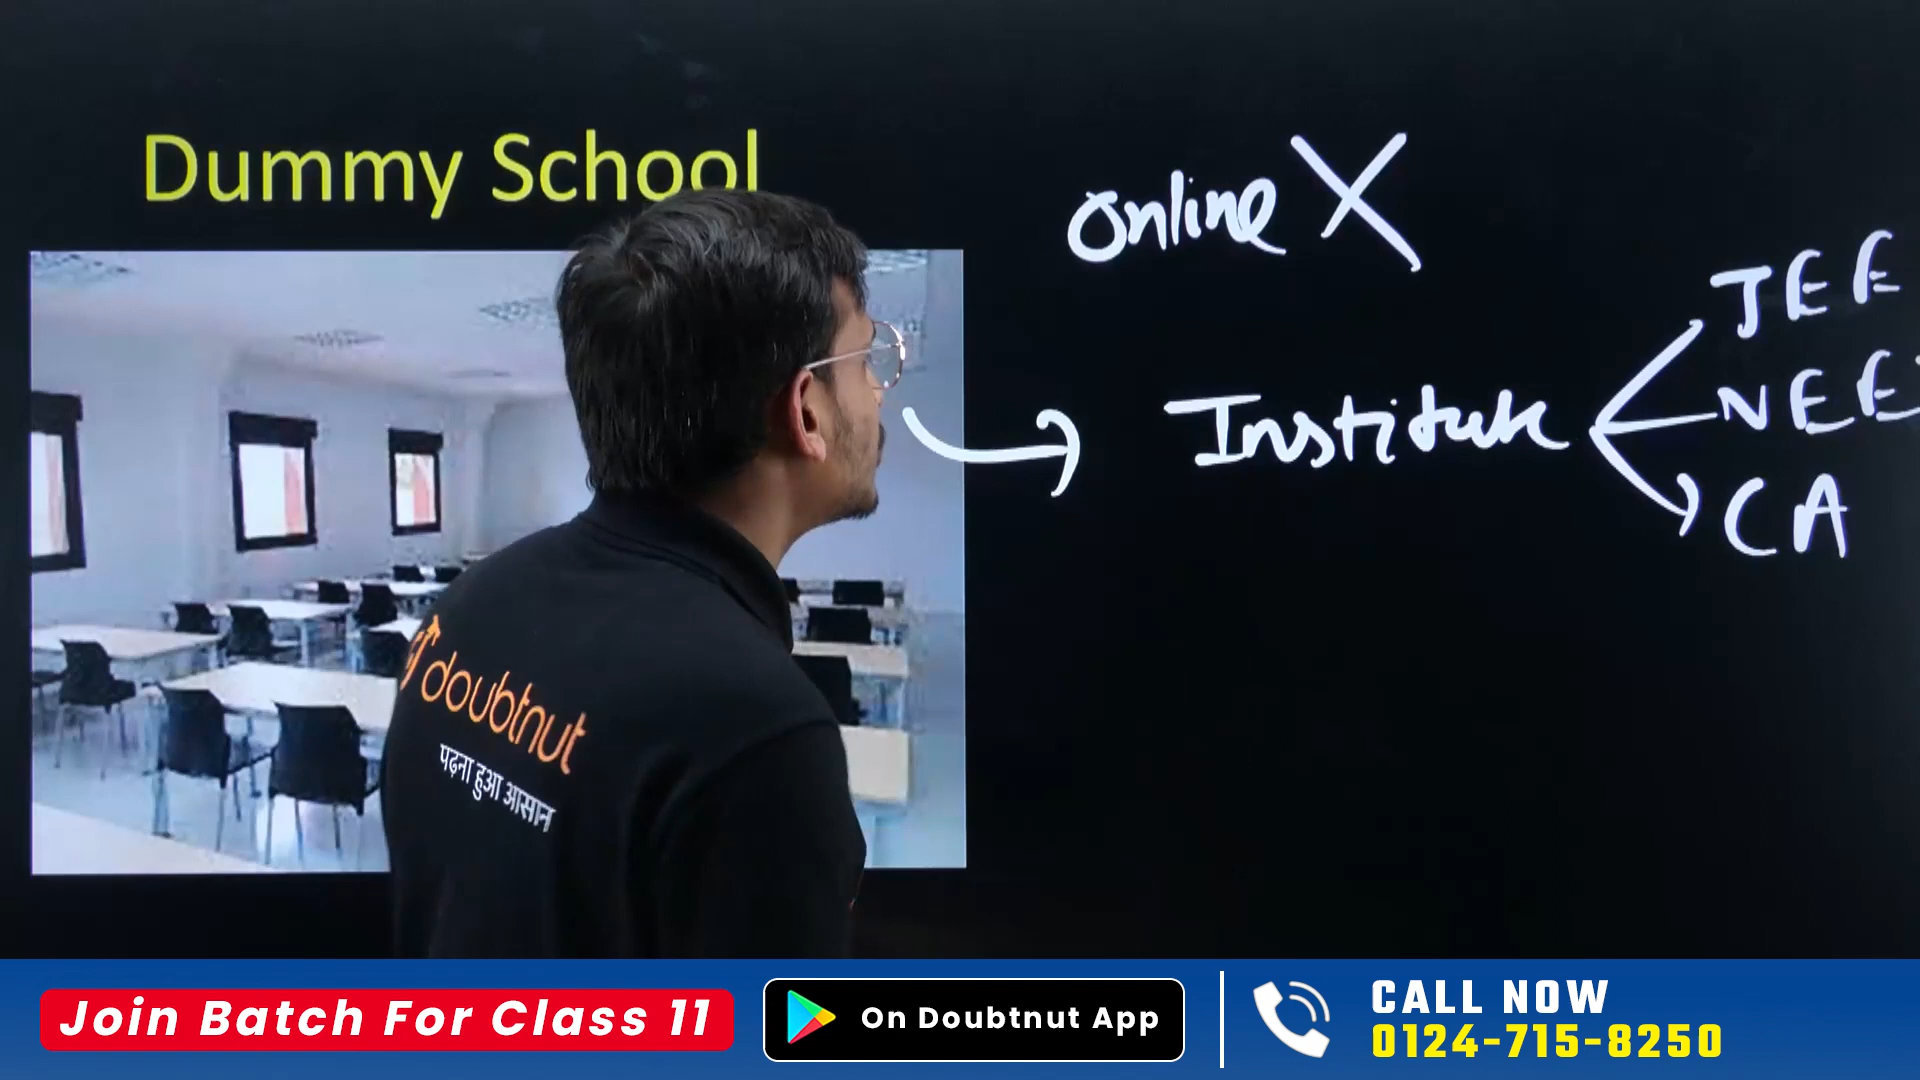 Dummy School
Online X
Institute
JEE
NEE
CA
doubtnut
पढ़ना हुआ आसान
Join Batch For Class 11
On Doubtnut App
CALL NOW
0124-715-8250